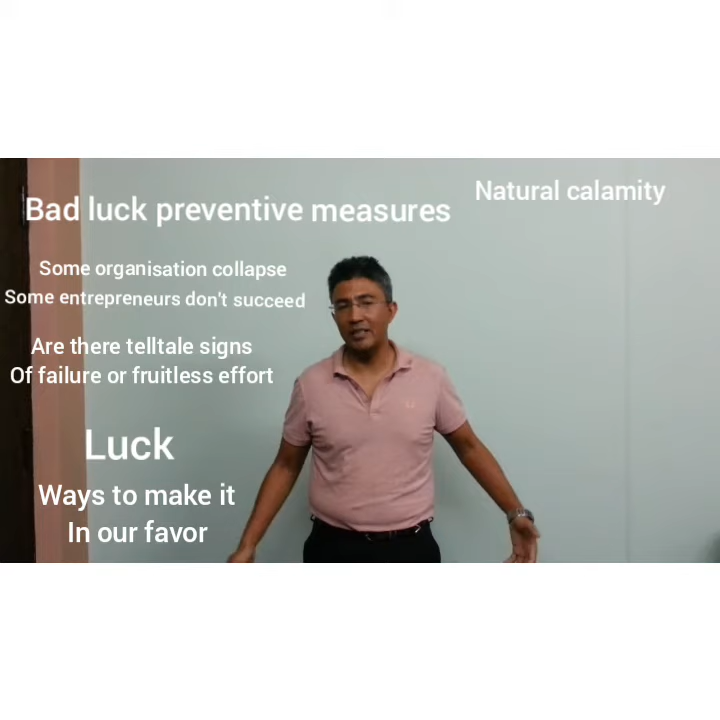 Natural calamity
Bad luck preventive measures
Some organisation collapse
Some entrepreneurs don't succeed
Are there telltale signs
Of failure or fruitless effort
Luck
Ways to make it
In our favor